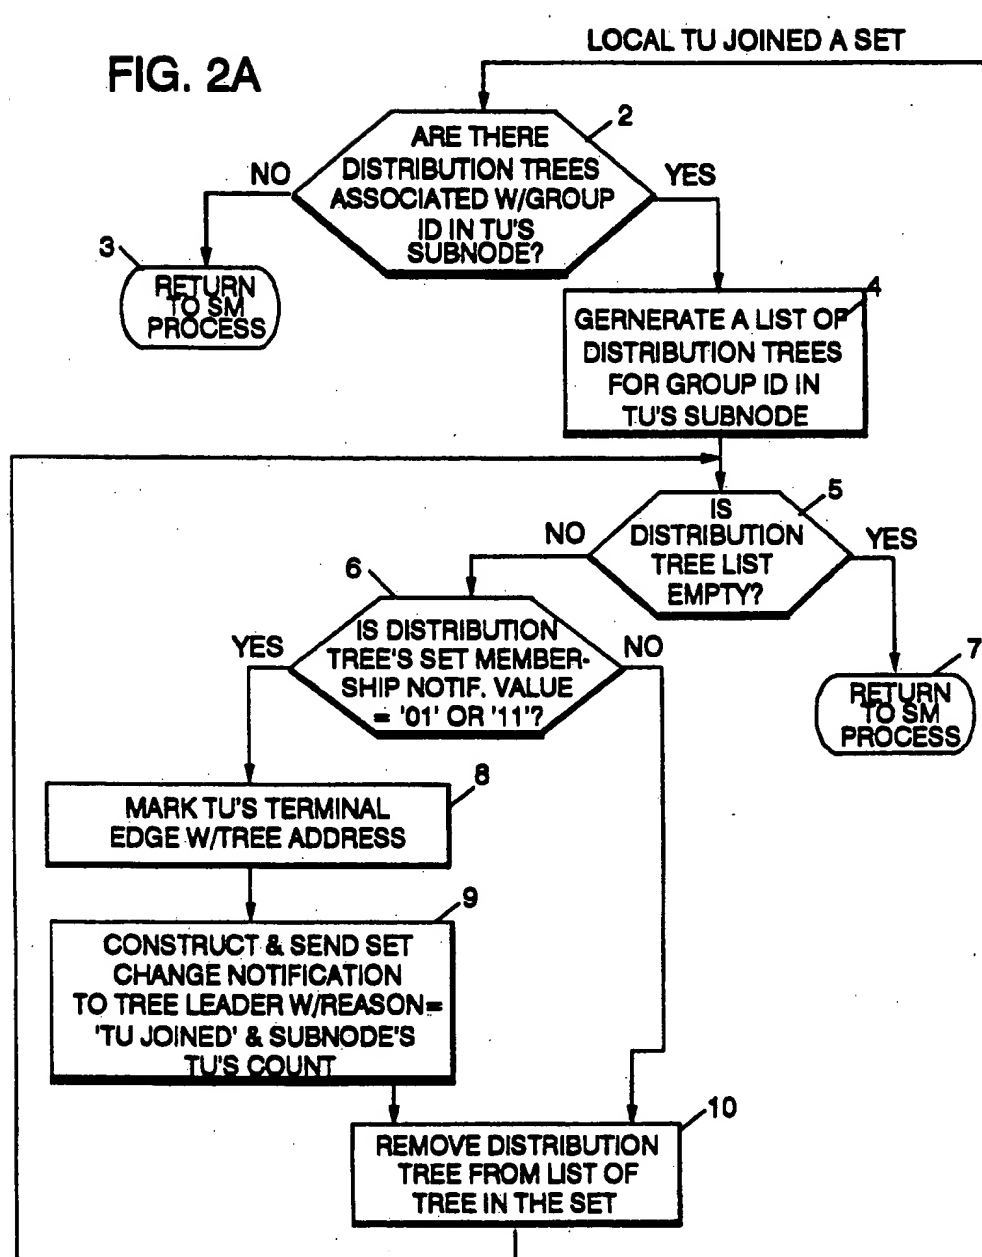 LOCAL TU JOINED A SET
FIG. 2A
2
ARE THERE
DISTRIBUTION TREES
ASSOCIATED W/GROUP
ID IN TU'S
SUBNODE?
NO
YES
3
RETURN
TO SM
PROCESS
4
GERNERATE A LIST OF
DISTRIBUTION TREES
FOR GROUP ID IN
TU'S SUBNODE
5
IS
DISTRIBUTION
TREE LIST
EMPTY?
NO
YES
6
IS DISTRIBUTION
TREE'S SET MEMBER-
SHIP NOTIF. VALUE
= '01' OR '11'?
YES
NO
7
RETURN
TO SM
PROCESS
8
MARK TU'S TERMINAL
EDGE W/TREE ADDRESS
9
CONSTRUCT & SEND SET
CHANGE NOTIFICATION
TO TREE LEADER W/REASON=
'TU JOINED' & SUBNODE'S
TU'S COUNT
10
REMOVE DISTRIBUTION
TREE FROM LIST OF
TREE IN THE SET